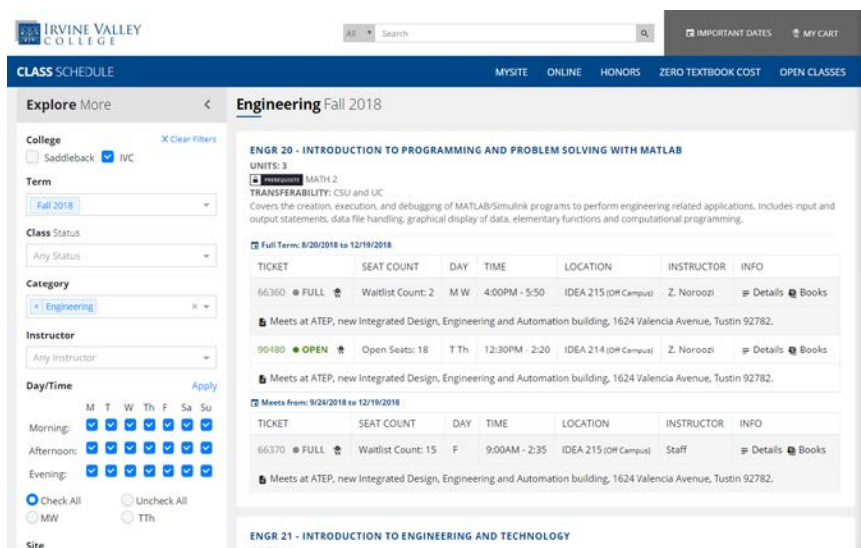 IRVINE VALLEY
COLLEGE
All
Search
IMPORTANT DATES
MY CART
CLASS SCHEDULE
MYSITE ONLINE HONORS ZERO TEXTBOOK COST OPEN CLASSES
Explore More
College X Clear Filters
Saddleback IVC
Term
Fall 2018
Class Status
Any Status
Category
× Engineering
Instructor
Any Instructor
Day/Time Apply
M T W Th F Sa Su
Morning:
Afternoon:
Evening:
Check All Uncheck All
MW TTh
Site
Engineering Fall 2018
ENGR 20 - INTRODUCTION TO PROGRAMMING AND PROBLEM SOLVING WITH MATLAB
UNITS: 3
PREREQUISITE MATH 2
TRANSFERABILITY: CSU and UC
Covers the creation, execution, and debugging of MATLAB/Simulink programs to perform engineering related applications. Includes input and
output statements, data file handling, graphical display of data, elementary functions and computational programming.
Full Term: 8/20/2018 to 12/19/2018
TICKET SEAT COUNT DAY TIME LOCATION INSTRUCTOR INFO
66360 FULL Waitlist Count: 2 M W 4:00PM - 5:50 IDEA 215 (Off Campus) Z. Noroozi Details Books
Meets at ATEP, new Integrated Design, Engineering and Automation building, 1624 Valencia Avenue, Tustin 92782.
90480 OPEN Open Seats: 18 T Th 12:30PM - 2:20 IDEA 214 (Off Campus) Z. Noroozi Details Books
Meets at ATEP, new Integrated Design, Engineering and Automation building, 1624 Valencia Avenue, Tustin 92782.
Meets from: 9/24/2018 to 12/19/2018
TICKET SEAT COUNT DAY TIME LOCATION INSTRUCTOR INFO
66370 FULL Waitlist Count: 15 F 9:00AM - 2:35 IDEA 215 (Off Campus) Staff Details Books
Meets at ATEP, new Integrated Design, Engineering and Automation building, 1624 Valencia Avenue, Tustin 92782.
ENGR 21 - INTRODUCTION TO ENGINEERING AND TECHNOLOGY